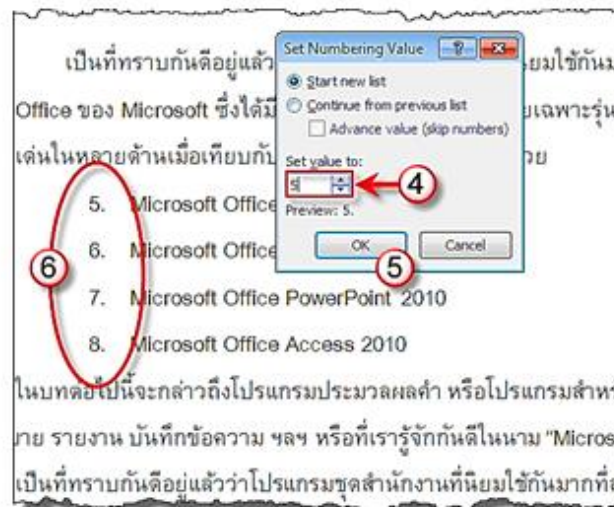 เป็นที่ทราบกันดีอยู่แล้ว
Set Numbering Value
นิยมใช้กันม
Start new list
Office ของ Microsoft ซึ่งได้มี
Continue from previous list
ยเฉพาะรุ่น
Advance value (skip numbers)
เด่นในหลายด้านเมื่อเทียบกับ
วย
Set value to:
5
4
Preview: 5.
5. Microsoft Office
OK
Cancel
5
6. Microsoft Office
6
7. Microsoft Office PowerPoint 2010
8. Microsoft Office Access 2010
ในบทต่อไปนี้จะกล่าวถึงโปรแกรมประมวลผลคำ หรือโปรแกรมสำหร
มาย รายงาน บันทึกข้อความ ฯลฯ หรือที่เรารู้จักกันดีในนาม "Micros
เป็นที่ทราบกันดีอยู่แล้วว่าโปรแกรมชุดสำนักงานที่นิยมใช้กันมากที่ส